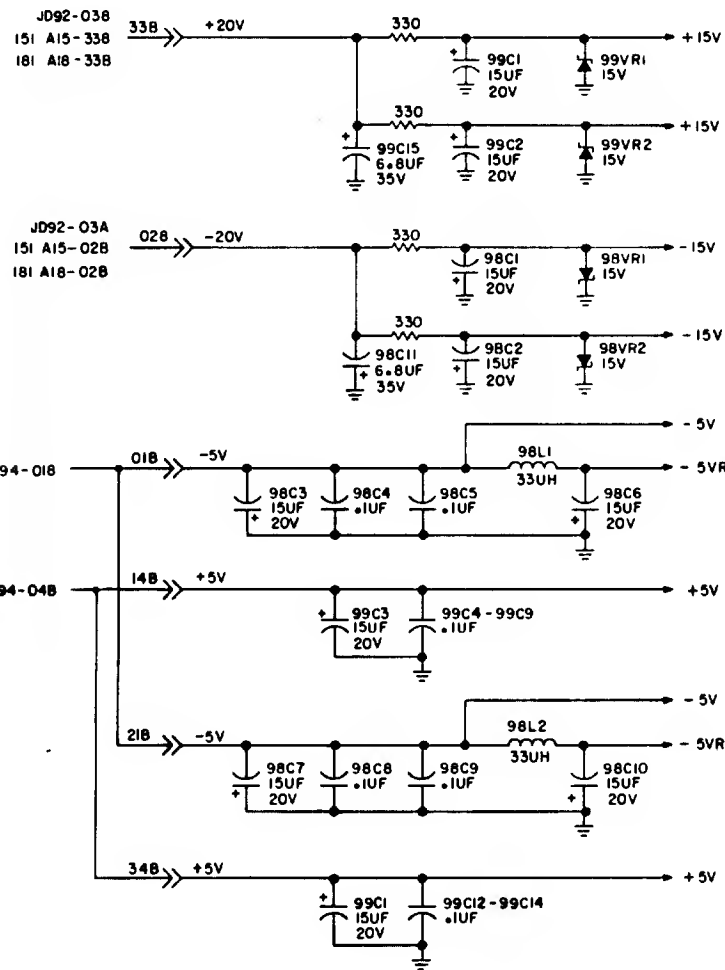 JD92-03B
151 A15-33B
181 A18-33B
33B
+20V
330
+15V
99C1
15UF
20V
99VR1
15V
330
+15V
99C15
6.8UF
35V
99C2
15UF
20V
99VR2
15V
JD92-03A
151 A15-02B
181 A18-02B
02B
-20V
330
-15V
98C1
15UF
20V
98VR1
15V
330
-15V
98C11
6.8UF
35V
98C2
15UF
20V
98VR2
15V
-5V
94-01B
01B
-5V
98L1
33UH
-5VR
98C3
15UF
20V
98C4
.1UF
98C5
.1UF
98C6
15UF
20V
94-04B
14B
+5V
+5V
99C3
15UF
20V
99C4-99C9
.1UF
-5V
21B
-5V
98L2
33UH
-5VR
98C7
15UF
20V
98C8
.1UF
98C9
.1UF
98C10
15UF
20V
34B
+5V
+5V
99C1
15UF
20V
99C12-99C14
.1UF